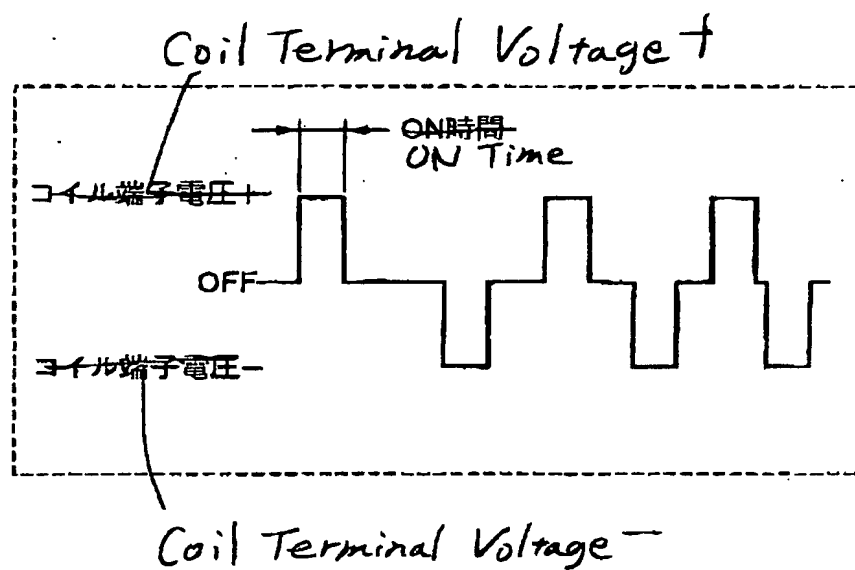 Coil Terminal Voltage+
ON時間
ON Time
コイル端子電圧+
OFF
コイル端子電圧-
Coil Terminal Voltage-